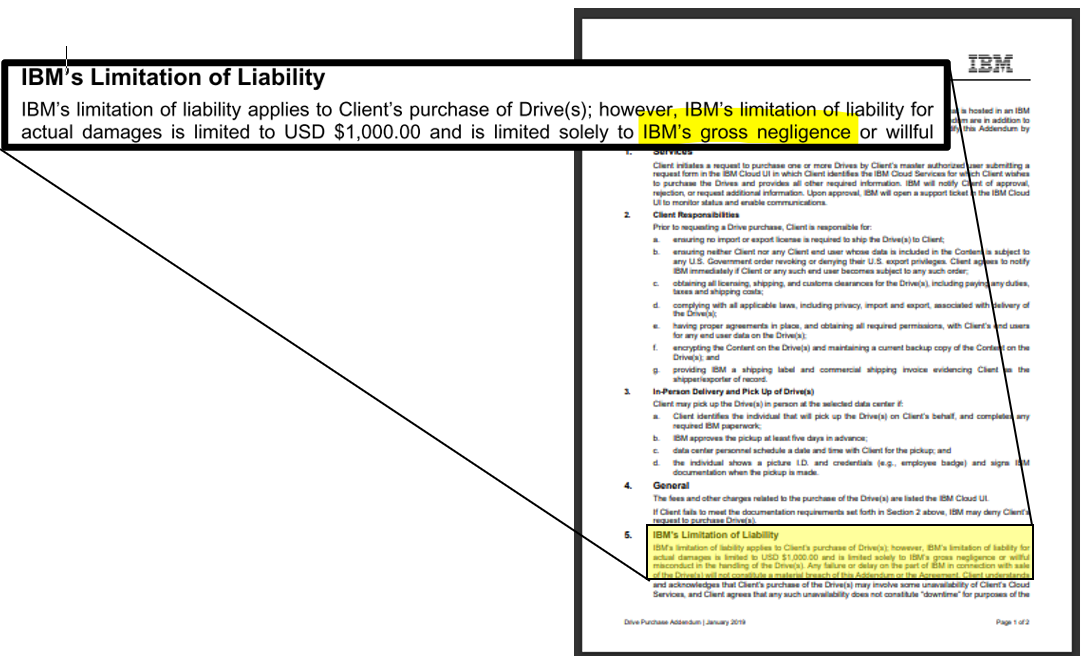 IBM's Limitation of Liability
IBM's limitation of liability applies to Client's purchase of Drive(s); however, IBM's limitation of liability for
actual damages is limited to USD $1,000.00 and is limited solely to IBM's gross negligence or willful
IBM
is hosted in an IBM
are in addition to
this Addendum by
1. Services
Client initiates a request to purchase one or more Drives by Client's master authorized user submitting a
request form in the IBM Cloud UI in which Client identifies the IBM Cloud Services for which Client wishes
to purchase the Drives and provides all other required information. IBM will notify Client of approval,
rejection, or request additional information. Upon approval, IBM will open a support ticket in the IBM Cloud
UI to monitor status and enable communications.
2. Client Responsibilities
Prior to requesting a Drive purchase, Client is responsible for:
a. ensuring no import or export license is required to ship the Drive(s) to Client;
b. ensuring neither Client nor any Client end user whose data is included in the Content is subject to
any U.S. Government order revoking or denying their U.S. export privileges. Client agrees to notify
IBM immediately if Client or any such end user becomes subject to any such order;
c. obtaining all licensing, shipping, and customs clearances for the Drive(s), including paying any duties,
taxes and shipping costs;
d. complying with all applicable laws, including privacy, import and export, associated with delivery of
the Drive(s);
e. having proper agreements in place, and obtaining all required permissions, with Client's end users
for any end user data on the Drive(s);
f. encrypting the Content on the Drive(s) and maintaining a current backup copy of the Content on the
Drive(s); and
g. providing IBM a shipping label and commercial shipping invoice evidencing Client as the
shipper/exporter of record.
3. In-Person Delivery and Pick Up of Drive(s)
Client may pick up the Drive(s) in person at the selected data center if:
a. Client identifies the individual that will pick up the Drive(s) on Client's behalf, and completes any
required IBM paperwork;
b. IBM approves the pickup at least five days in advance;
c. data center personnel schedule a date and time with Client for the pickup; and
d. the individual shows a picture I.D. and credentials (e.g., employee badge) and signs IBM
documentation when the pickup is made.
4. General
The fees and other charges related to the purchase of the Drive(s) are listed the IBM Cloud UI.
If Client fails to meet the documentation requirements set forth in Section 2 above, IBM may deny Client's
request to purchase Drive(s).
5. IBM's Limitation of Liability
IBM's limitation of liability applies to Client's purchase of Drive(s); however, IBM's limitation of liability for
actual damages is limited to USD $1,000.00 and is limited solely to IBM's gross negligence or willful
misconduct in the handling of the Drive(s). Any failure or delay on the part of IBM in connection with sale
of the Drive(s) will not constitute a material breach of this Addendum or the Agreement. Client understands
and acknowledges that Client's purchase of the Drive(s) may involve some unavailability of Client's Cloud
Services, and Client agrees that any such unavailability does not constitute "downtime" for purposes of the
Drive Purchase Addendum | January 2019
Page 1 of 2